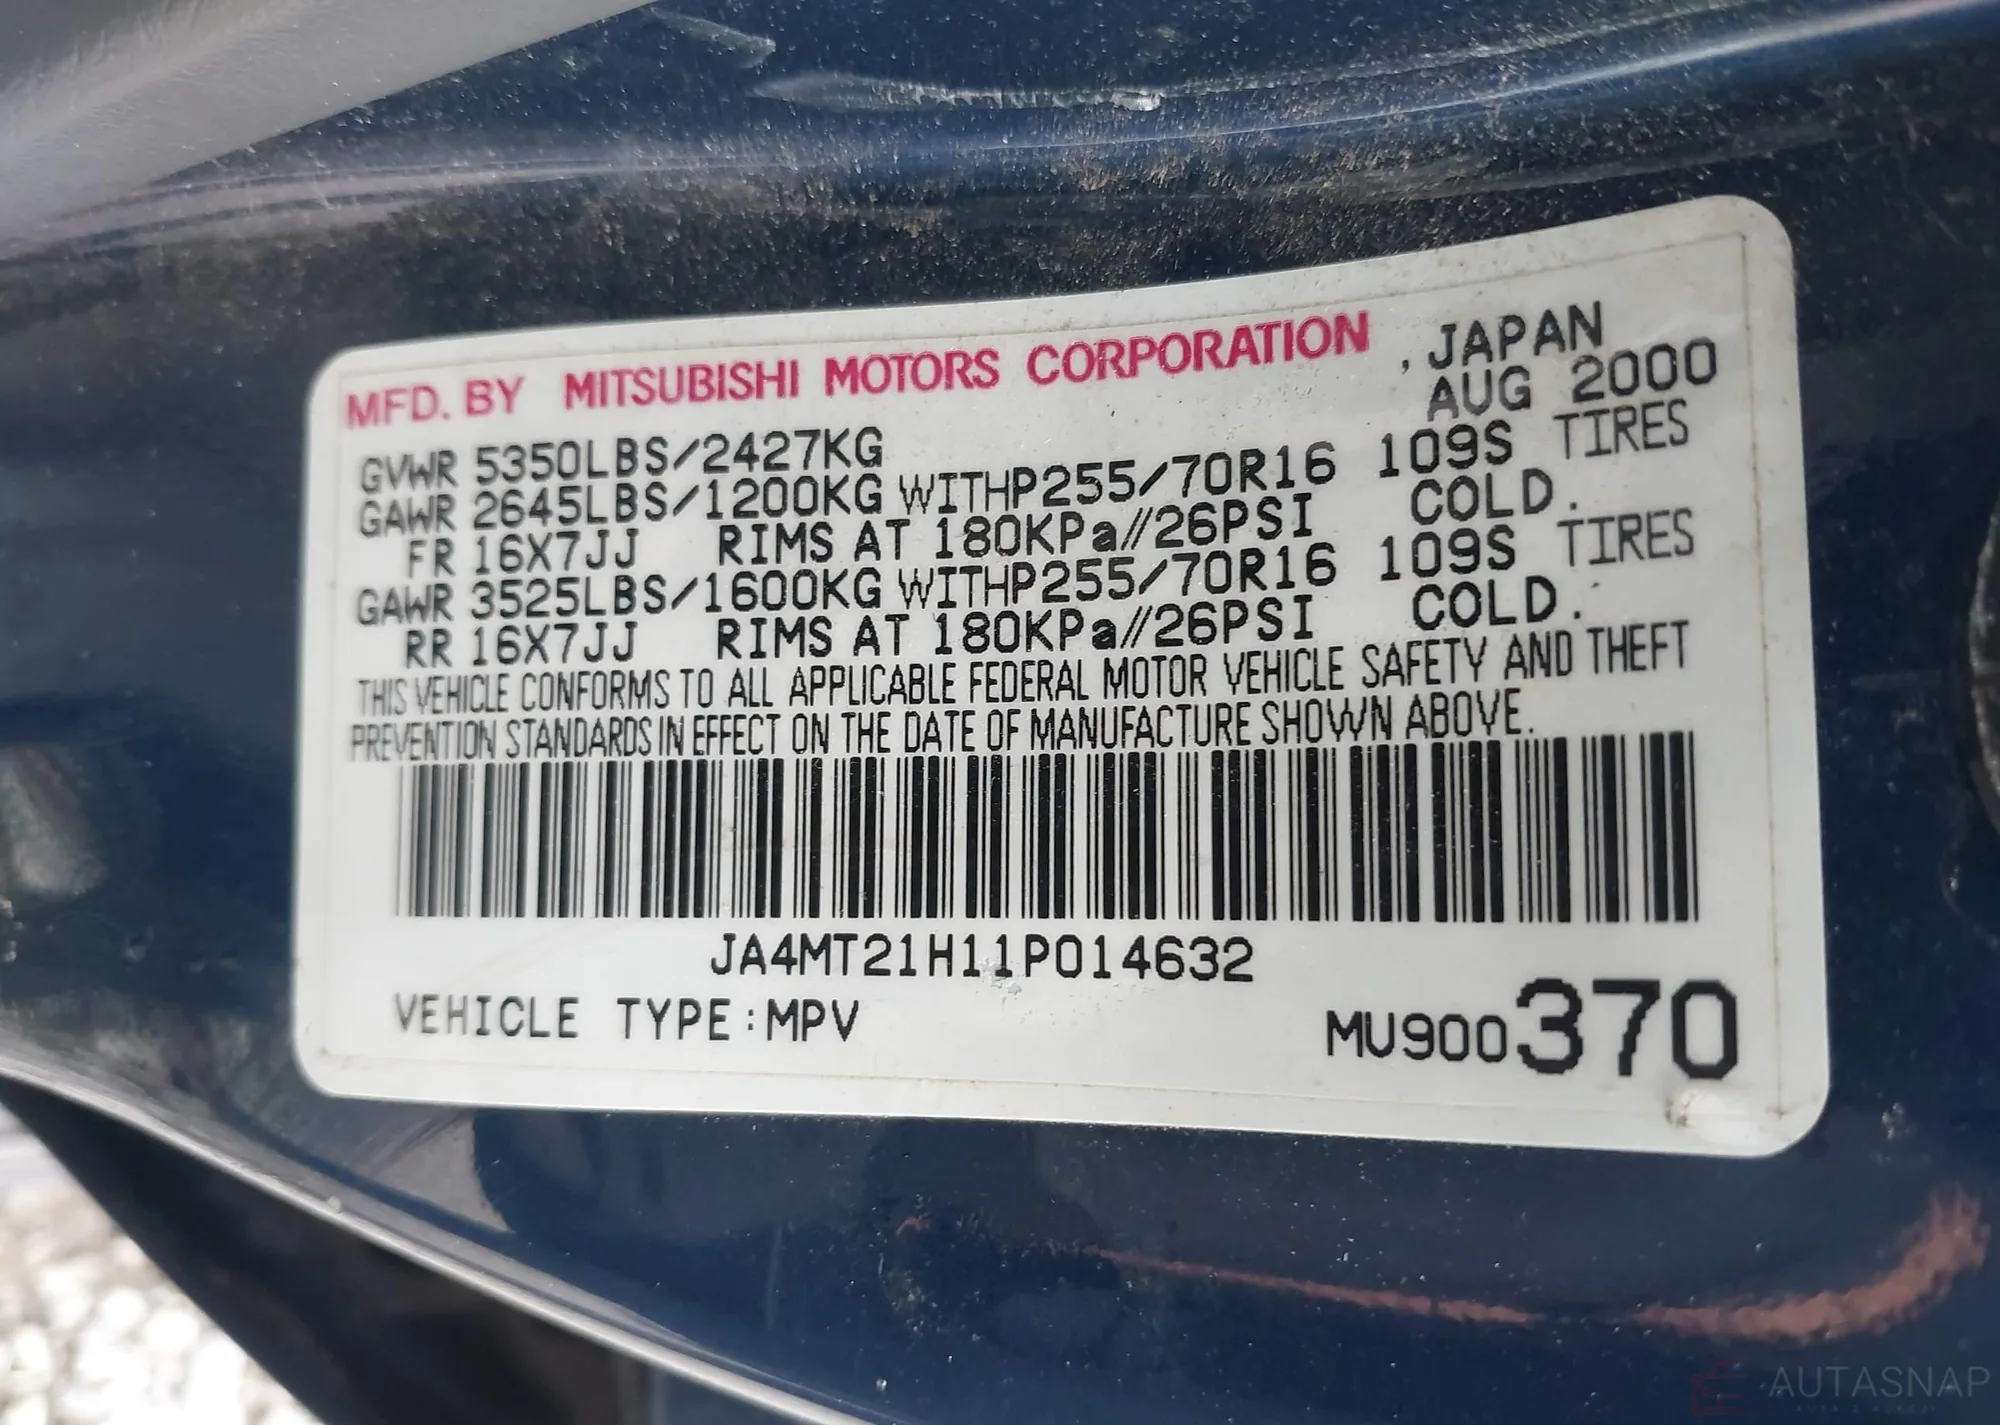 MFD. BY MITSUBISHI MOTORS CORPORATION , JAPAN
AUG 2000
GVWR 5350LBS/2427KG
GAWR 2645LBS/1200KG WITHP255/70R16 109S TIRES
FR 16X7JJ RIMS AT 180KPa//26PSI COLD.
GAWR 3525LBS/1600KG WITHP255/70R16 109S TIRES
RR 16X7JJ RIMS AT 180KPa//26PSI COLD.
THIS VEHICLE CONFORMS TO ALL APPLICABLE FEDERAL MOTOR VEHICLE SAFETY AND THEFT
PREVENTION STANDARDS IN EFFECT ON THE DATE OF MANUFACTURE SHOWN ABOVE.
JA4MT21H11P014632
VEHICLE TYPE:MPV
MU900370
AUTASNAP